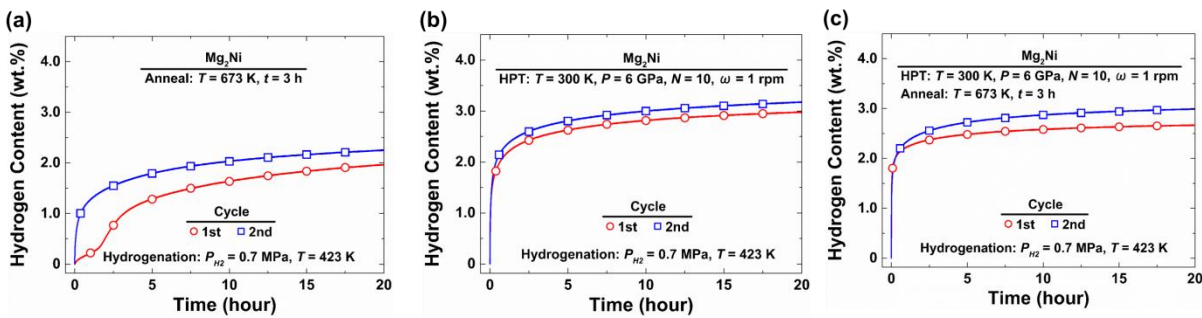 (a)
Hydrogen Content (wt.%)
4.0
3.0
2.0
1.0
0
Mg₂Ni
Anneal: T = 673 K, t = 3 h
Cycle
1st 2nd
Hydrogenation: P_H2 = 0.7 MPa, T = 423 K
0 5 10 15 20
Time (hour)
(b)
Hydrogen Content (wt.%)
4.0
3.0
2.0
1.0
0
Mg₂Ni
HPT: T = 300 K, P = 6 GPa, N = 10, ω = 1 rpm
Cycle
1st 2nd
Hydrogenation: P_H2 = 0.7 MPa, T = 423 K
0 5 10 15 20
Time (hour)
(c)
Hydrogen Content (wt.%)
4.0
3.0
2.0
1.0
0
Mg₂Ni
HPT: T = 300 K, P = 6 GPa, N = 10, ω = 1 rpm
Anneal: T = 673 K, t = 3 h
Cycle
1st 2nd
Hydrogenation: P_H2 = 0.7 MPa, T = 423 K
0 5 10 15 20
Time (hour)